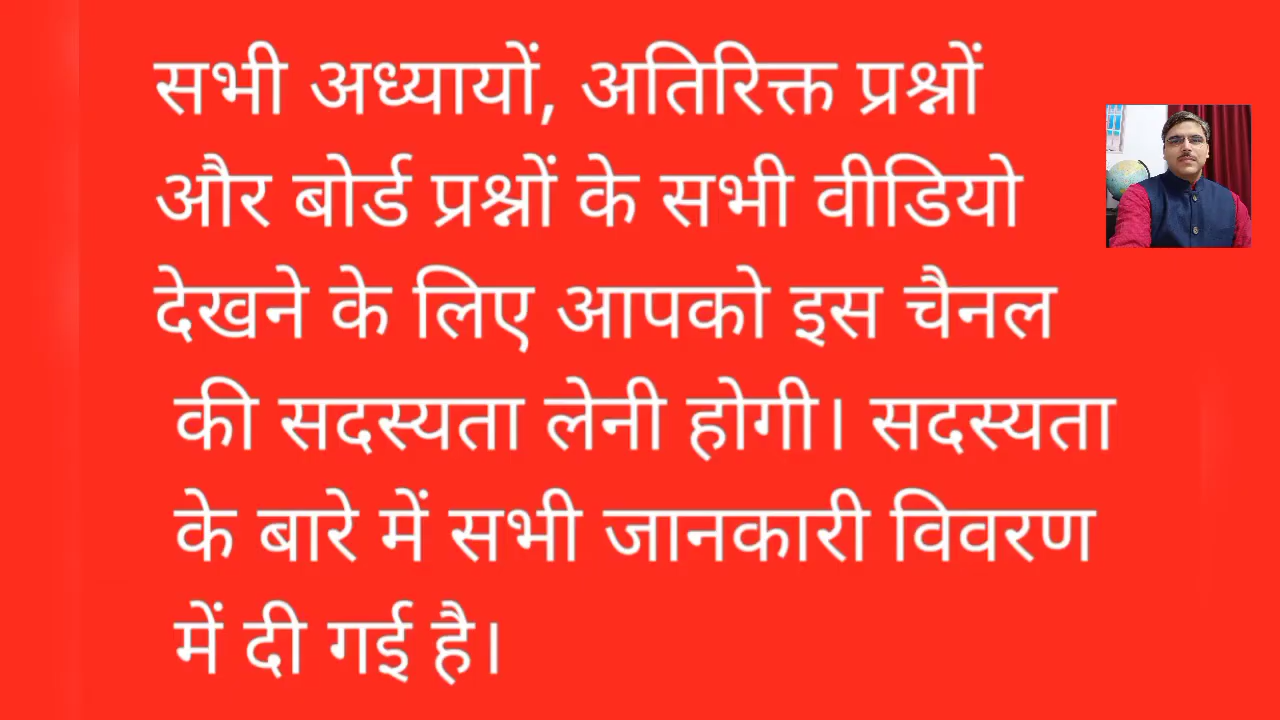 सभी अध्यायों, अतिरिक्त प्रश्नों
और बोर्ड प्रश्नों के सभी वीडियो
देखने के लिए आपको इस चैनल
की सदस्यता लेनी होगी। सदस्यता
के बारे में सभी जानकारी विवरण
में दी गई है।